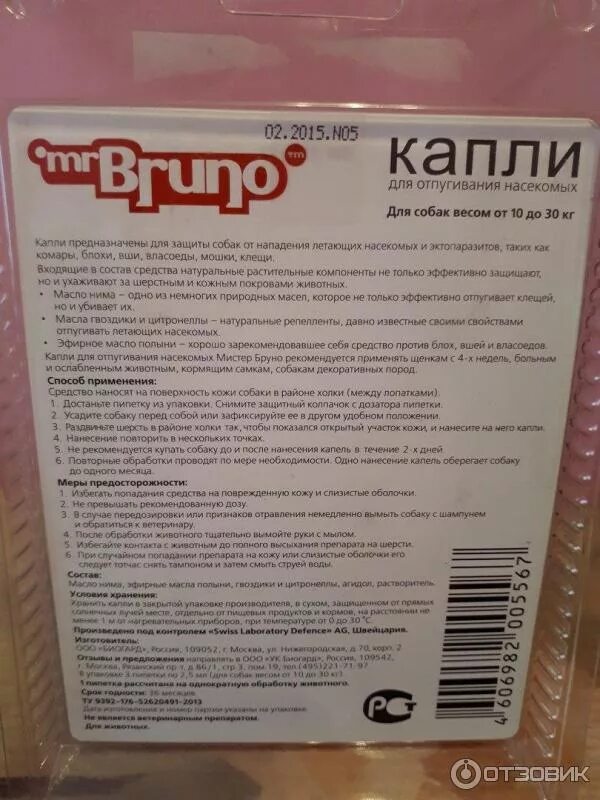 02.2015.N05
mrBruno тм
капли
для отпугивания насекомых
Для собак весом от 10 до 30 кг
Капли предназначены для защиты собак от нападения летающих насекомых и эктопаразитов, таких как
комары, блохи, вши, власоеды, мошки, клещи.
Входящие в состав средства натуральные растительные компоненты не только эффективно защищают,
но и ухаживают за шерстным и кожным покровами животных.
• Масло нима – одно из немногих природных масел, которое не только эффективно отпугивает клещей,
но и убивает их.
• Масла гвоздики и цитронеллы – натуральные репелленты, давно известные своими свойствами
отпугивать летающих насекомых.
• Эфирное масло полыни – хорошо зарекомендовавшее себя средство против блох, вшей и власоедов.
Капли для отпугивания насекомых Мистер Бруно рекомендуется применять щенкам с 4-х недель, больным
и ослабленным животным, кормящим самкам, собакам декоративных пород.
Способ применения:
Средство наносят на поверхность кожи собаки в районе холки (между лопатками).
1. Достаньте пипетку из упаковки. Снимите защитный колпачок с дозатора пипетки.
2. Усадите собаку перед собой или зафиксируйте ее в другом удобном положении.
3. Раздвиньте шерсть в районе холки так, чтобы показался открытый участок кожи, и нанесите на него капли.
4. Нанесение повторить в нескольких точках.
5. Не рекомендуется купать собаку до и после нанесения капель в течение 2-х дней.
6. Повторные обработки проводят по мере необходимости. Одно нанесение капель оберегает собаку
до одного месяца.
Меры предосторожности:
1. Избегать попадания средства на поврежденную кожу и слизистые оболочки.
2. Не превышать рекомендованную дозу.
3. В случае передозировки или признаков отравления немедленно вымыть собаку с шампунем
и обратиться к ветеринару.
4. После обработки животного тщательно вымойте руки с мылом.
5. Избегайте контакта с животным до полного высыхания препарата на шерсти.
6 При случайном попадании препарата на кожу или слизистые оболочки его
следует тотчас снять тампоном и затем смыть струей воды.
Состав:
Масло нима, эфирные масла полыни, гвоздики и цитронеллы, агидол, растворитель.
Условия хранения:
Хранить капли в закрытой упаковке производителя, в сухом, защищенном от прямых
солнечных лучей месте, отдельно от пищевых продуктов и кормов, на расстоянии не
менее 1 м от нагревательных приборов, при температуре от 0 до 30 °С.
Произведено под контролем «Swiss Laboratory Defence» AG, Швейцария.
Изготовитель:
ООО «БИОГАРД», Россия, 109052, г. Москва, ул. Нижегородская, д.70, корп. 2
Отзывы и предложения направлять в ООО «УК Биогард», Россия, 109542,
г. Москва, Рязанский пр-т, д.86/1, стр.3, пом.19, тел.(495)221-71-97
В упаковке 3 пипетки по 2,5 мл (для собак весом от 10 до 30 кг).
1 пипетка рассчитана на однократную обработку животного.
Срок годности: 36 месяцев.
ТУ 9392-176-52620491-2013
Дата изготовления и номер партии указаны на упаковке.
Не является ветеринарным препаратом.
Для животных.
РСТ
4 606982 005567
ОТЗОВИК